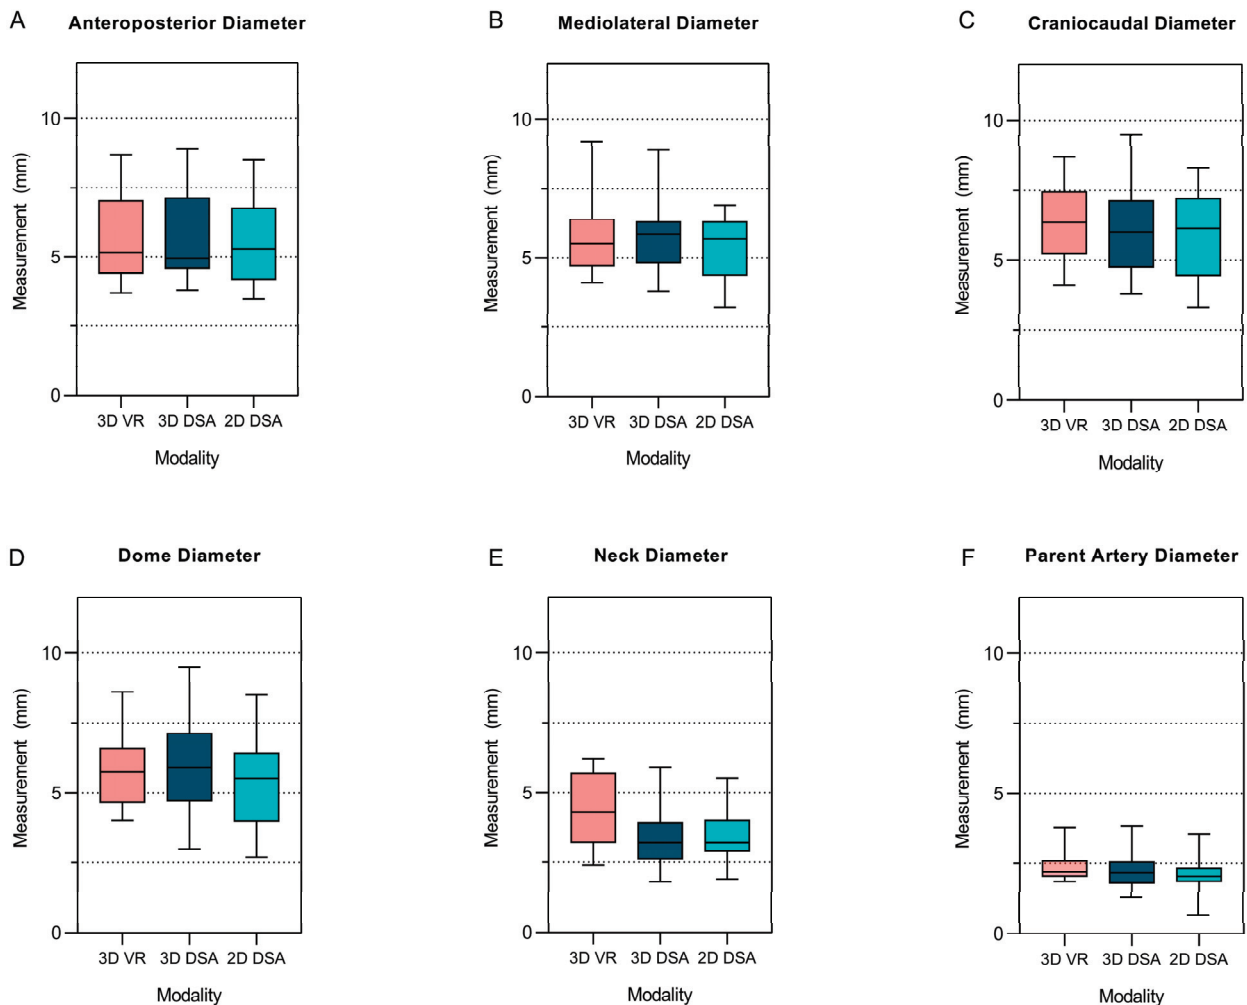 A Anteroposterior Diameter
Measurement (mm)
10
5
0
3D VR 3D DSA 2D DSA
Modality
B Mediolateral Diameter
Measurement (mm)
10
5
0
3D VR 3D DSA 2D DSA
Modality
C Craniocaudal Diameter
Measurement (mm)
10
5
0
3D VR 3D DSA 2D DSA
Modality
D Dome Diameter
Measurement (mm)
10
5
0
3D VR 3D DSA 2D DSA
Modality
E Neck Diameter
Measurement (mm)
10
5
0
3D VR 3D DSA 2D DSA
Modality
F Parent Artery Diameter
Measurement (mm)
10
5
0
3D VR 3D DSA 2D DSA
Modality